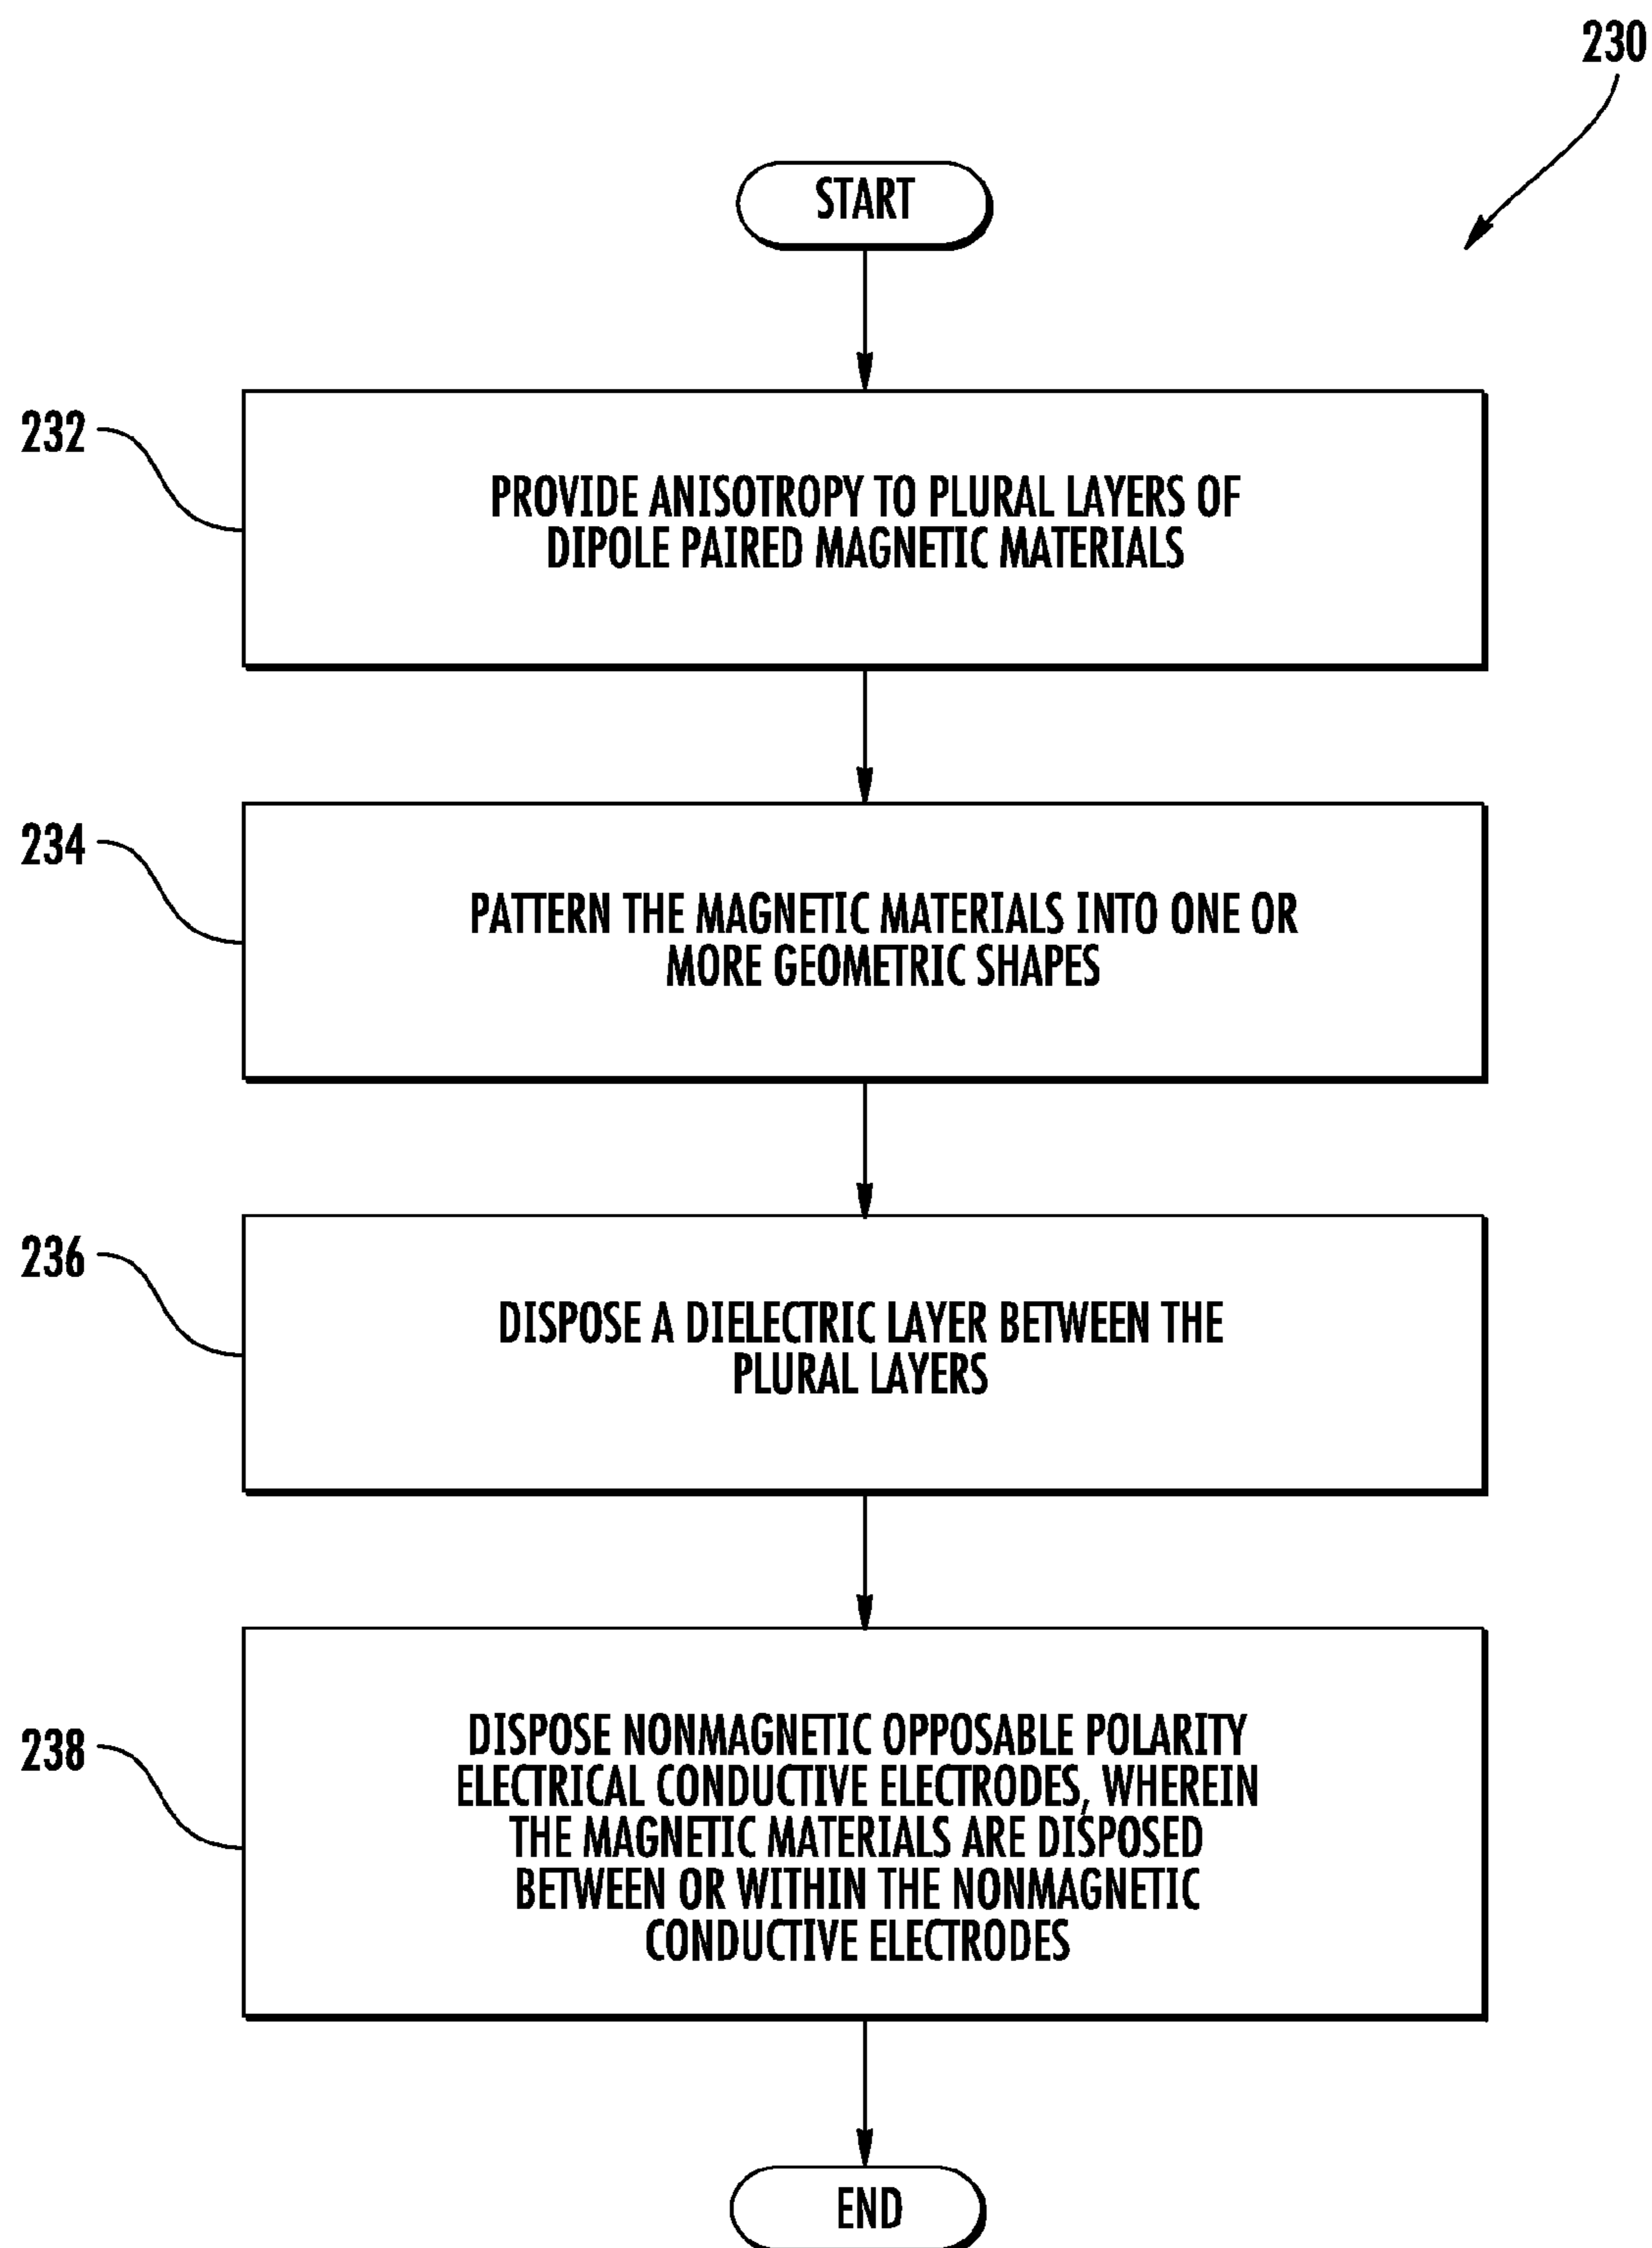 230
START
232
PROVIDE ANISOTROPY TO PLURAL LAYERS OF
DIPOLE PAIRED MAGNETIC MATERIALS
234
PATTERN THE MAGNETIC MATERIALS INTO ONE OR
MORE GEOMETRIC SHAPES
236
DISPOSE A DIELECTRIC LAYER BETWEEN THE
PLURAL LAYERS
238
DISPOSE NONMAGNETIC OPPOSABLE POLARITY
ELECTRICAL CONDUCTIVE ELECTRODES, WHEREIN
THE MAGNETIC MATERIALS ARE DISPOSED
BETWEEN OR WITHIN THE NONMAGNETIC
CONDUCTIVE ELECTRODES
END